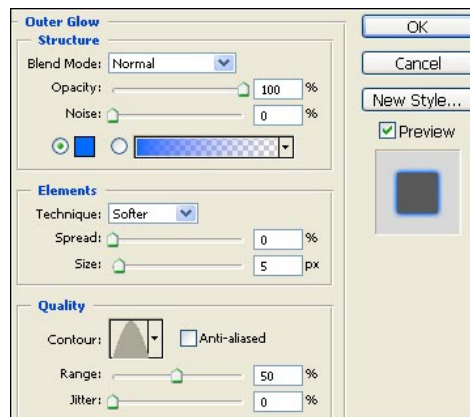 Outer Glow
Structure
Blend Mode: Normal
Opacity: 100 %
Noise: 0 %
Elements
Technique: Softer
Spread: 0 %
Size: 5 px
Quality
Contour: Anti-aliased
Range: 50 %
Jitter: 0 %
OK
Cancel
New Style...
Preview